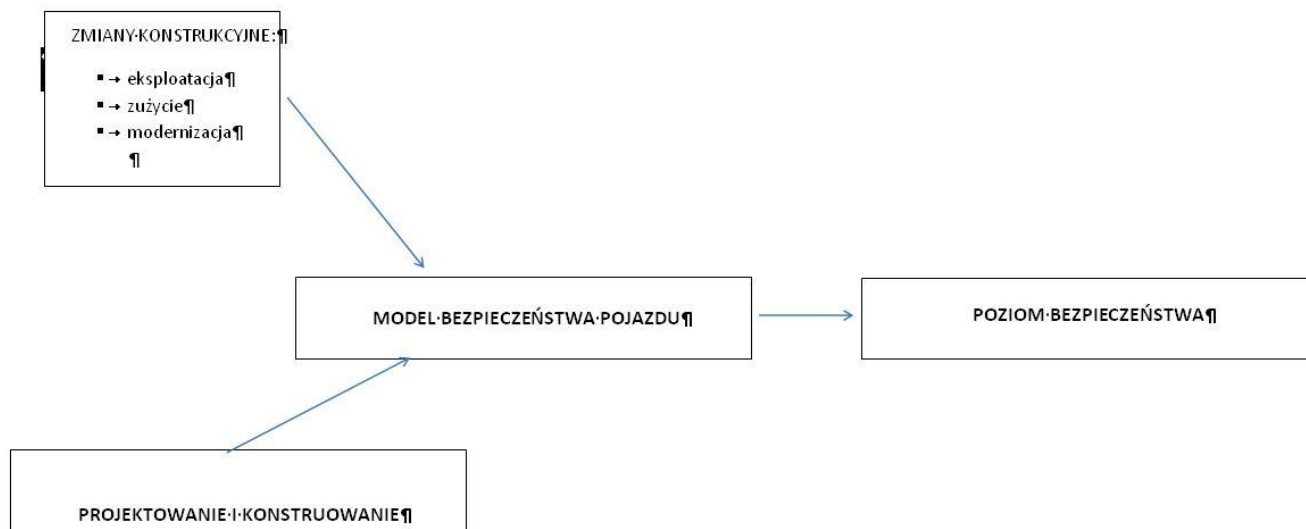 ZMIANY·KONSTRUKCYJNE:¶
▪→ eksploatacja¶
▪→ zużycie¶
▪→ modernizacja¶
¶
MODEL·BEZPIECZEŃSTWA·POJAZDU¶
POZIOM·BEZPIECZEŃSTWA¶
PROJEKTOWANIE·I·KONSTRUOWANIE¶